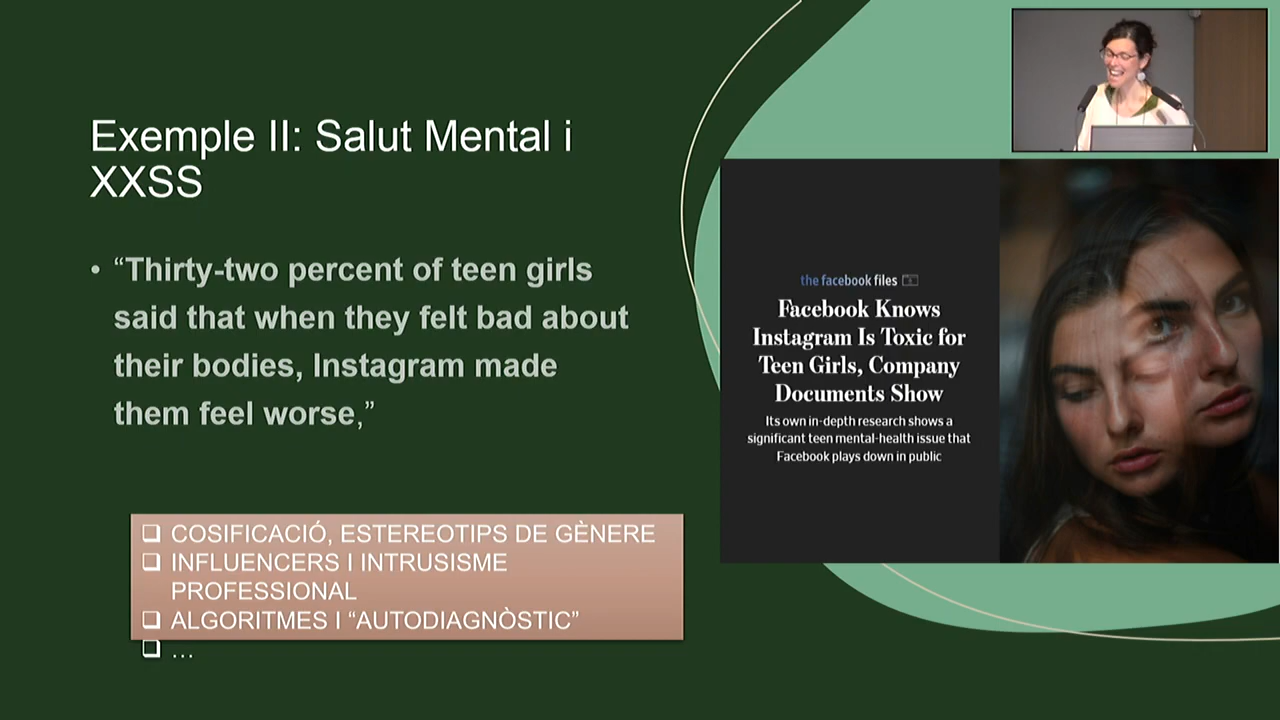 Exemple II: Salut Mental i
XXSS
• “Thirty-two percent of teen girls
said that when they felt bad about
their bodies, Instagram made
them feel worse,”
❑ COSIFICACIÓ, ESTEREOTIPS DE GÈNERE
❑ INFLUENCERS I INTRUSISME
PROFESSIONAL
❑ ALGORITMES I “AUTODIAGNÒSTIC”
❑ …
the facebook files
Facebook Knows
Instagram Is Toxic for
Teen Girls, Company
Documents Show
Its own in-depth research shows a
significant teen mental-health issue that
Facebook plays down in public